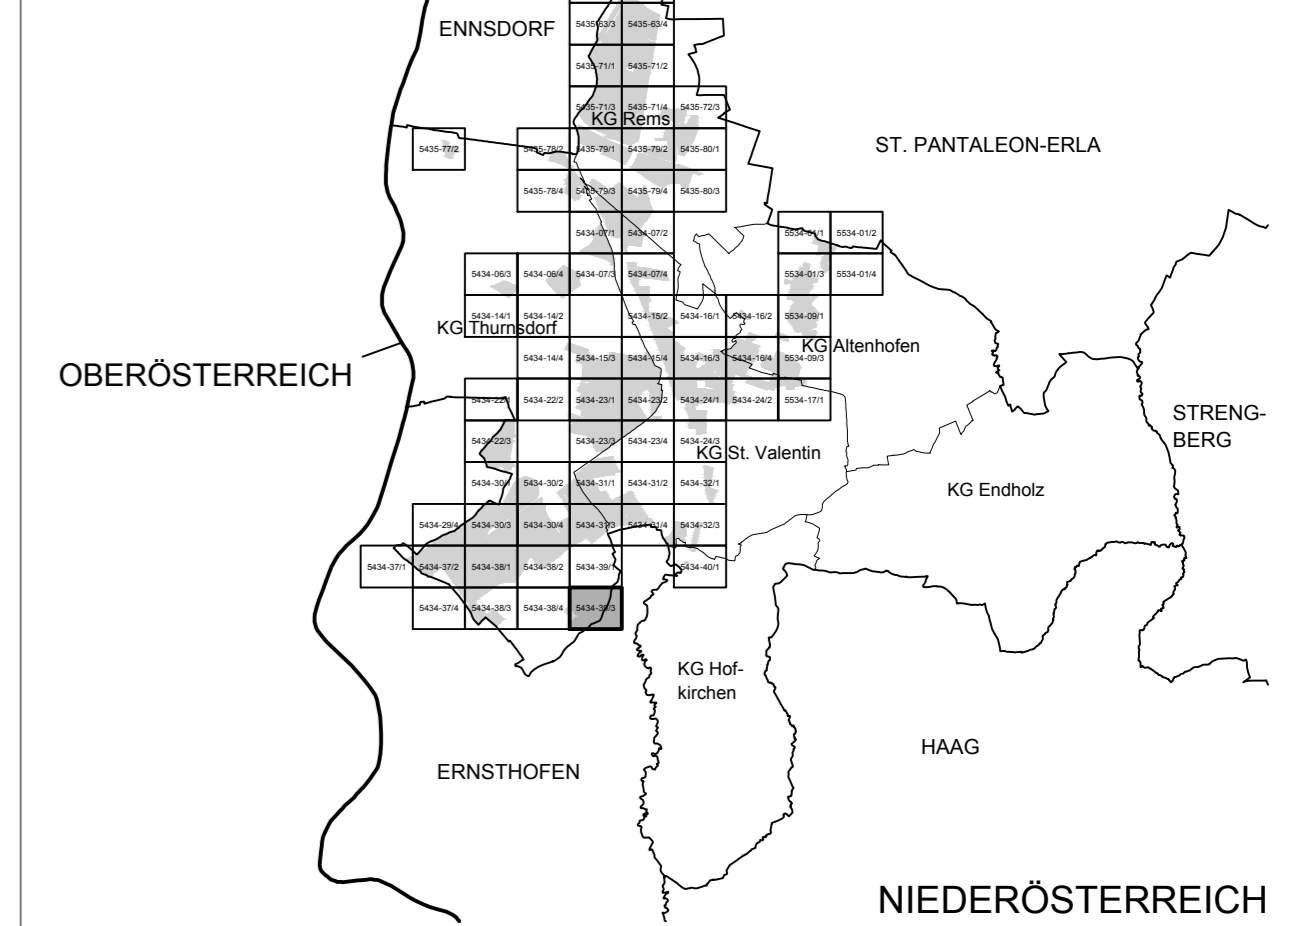 ENNSDORF
5435-63/3 5435-63/4
5435-71/1 5435-71/2
5435-71/3 5435-71/4 5435-72/3
KG Rems
ST. PANTALEON-ERLA
5435-77/2 5435-78/2 5435-79/1 5435-79/2 5435-80/1
5435-78/4 5435-79/3 5435-79/4 5435-80/3
5434-07/1 5434-07/2 5534-01/1 5534-01/2
5434-06/3 5434-06/4 5434-07/3 5434-07/4 5534-01/3 5534-01/4
5434-14/1 5434-14/2 5434-15/2 5434-16/1 5434-16/2 5534-09/1
KG Thurnsdorf
KG Altenhofen
5434-14/4 5434-15/3 5434-15/4 5434-16/3 5434-16/4 5534-09/3
OBERÖSTERREICH
5434-22/1 5434-22/2 5434-23/1 5434-23/2 5434-24/1 5434-24/2 5534-17/1
STRENG-
BERG
5434-22/3 5434-23/3 5434-23/4 5434-24/3
KG St. Valentin
5434-30/1 5434-30/2 5434-31/1 5434-31/2 5434-32/1
KG Endholz
5434-29/4 5434-30/3 5434-30/4 5434-31/3 5434-31/4 5434-32/3
5434-37/1 5434-37/2 5434-38/1 5434-38/2 5434-39/1 5434-40/1
5434-37/4 5434-38/3 5434-38/4 5434-39/3
KG Hof-
kirchen
HAAG
ERNSTHOFEN
NIEDERÖSTERREICH